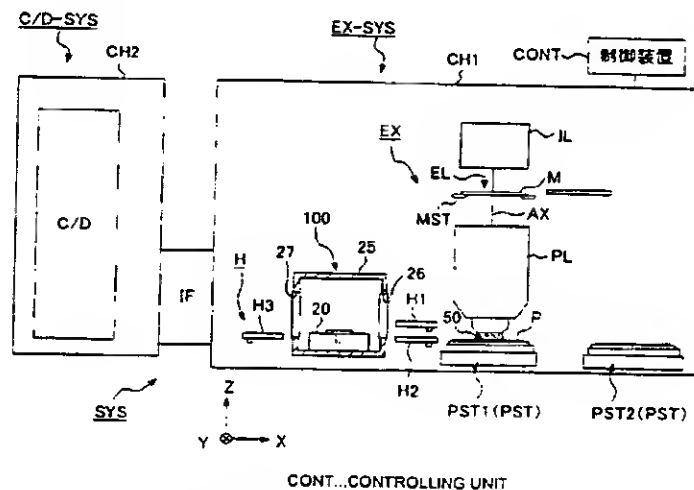 C/D-SYS
EX-SYS
CH2
CH1
CONT
制御装置
EX
IL
EL
M
MST
AX
C/D
PL
100
25
27
26
H
H3
IF
20
H1
50
P
H2
SYS
Z
Y
X
PST1(PST)
PST2(PST)
CONT...CONTROLLING UNIT